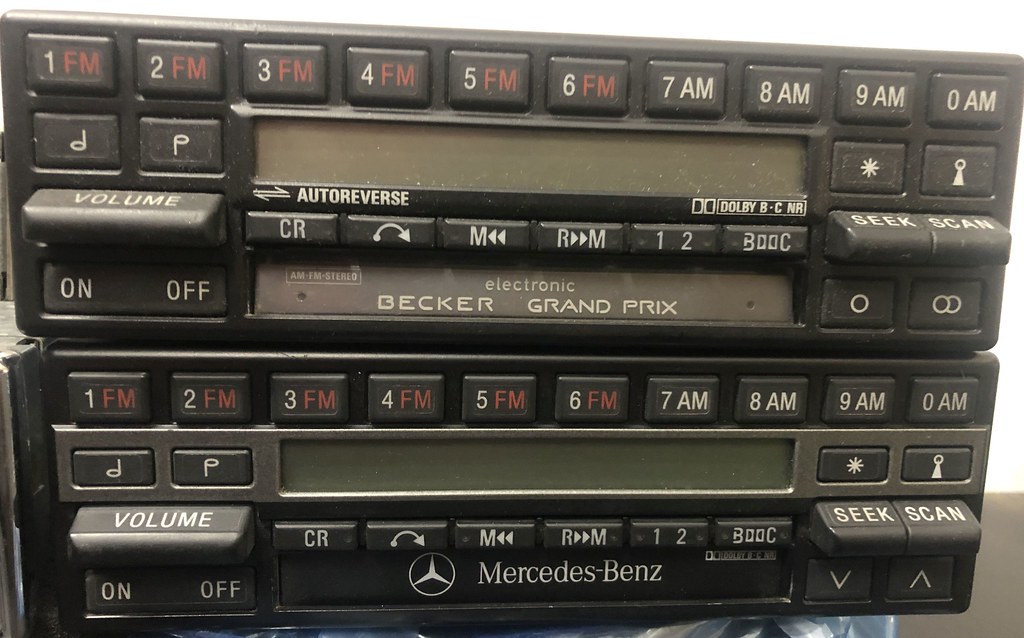 1 FM 2 FM 3 FM 4 FM 5 FM 6 FM 7 AM 8 AM 9 AM 0 AM
VOLUME
AUTOREVERSE
DOLBY B·C NR
SEEK SCAN
CR M R M 1 2 B C
ON OFF
AM-FM-STEREO
electronic
BECKER GRAND PRIX
1 FM 2 FM 3 FM 4 FM 5 FM 6 FM 7 AM 8 AM 9 AM 0 AM
VOLUME
SEEK SCAN
CR M R M 1 2 B C
DOLBY B·C NR
ON OFF
Mercedes-Benz